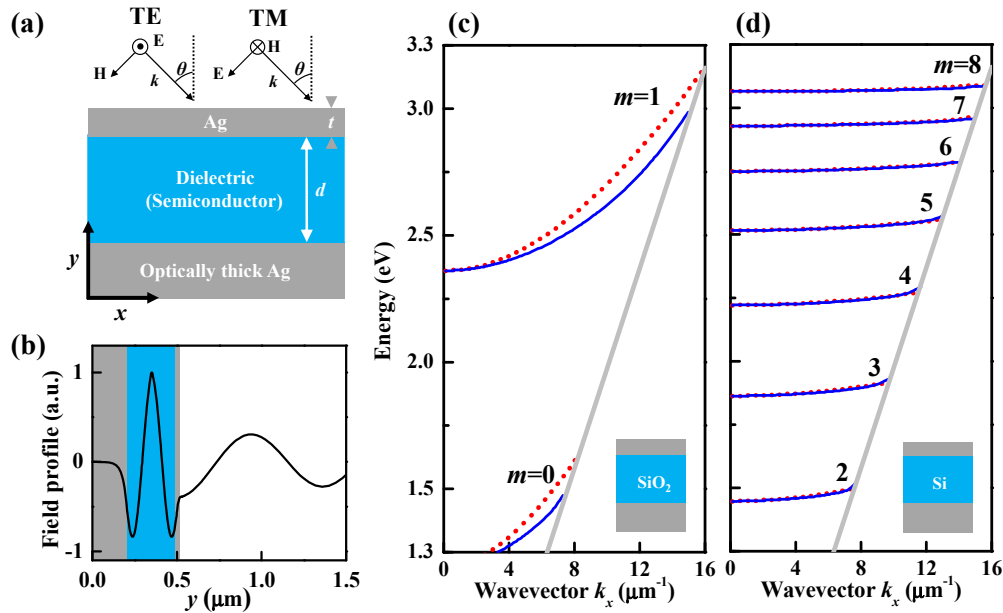 (a)
TE
TM
E
H
k
θ
H
E
k
θ
Ag
t
Dielectric
(Semiconductor)
d
y
Optically thick Ag
x
(b)
Field profile (a.u.)
1
0
-1
0.0
0.5
1.0
1.5
y (μm)
(c)
Energy (eV)
3.0
2.5
2.0
1.5
1.3
m=1
m=0
SiO₂
0
4
8
12
16
Wavevector kₓ (μm⁻¹)
(d)
m=8
7
6
5
4
3
2
Si
0
4
8
12
16
Wavevector kₓ (μm⁻¹)